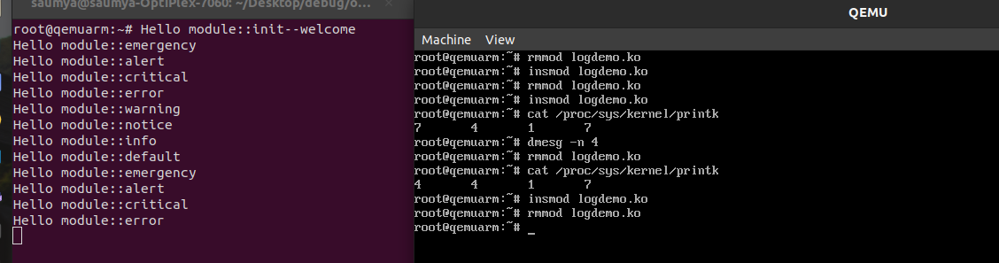 saumya@saumya-OptiPlex-7060: ~/Desktop/debug/o...
root@qemuarm:~# Hello module::init--welcome
Hello module::emergency
Hello module::alert
Hello module::critical
Hello module::error
Hello module::warning
Hello module::notice
Hello module::info
Hello module::default
Hello module::emergency
Hello module::alert
Hello module::critical
Hello module::error
QEMU
Machine View
root@qemuarm:~# rmmod logdemo.ko
root@qemuarm:~# insmod logdemo.ko
root@qemuarm:~# rmmod logdemo.ko
root@qemuarm:~# insmod logdemo.ko
root@qemuarm:~# cat /proc/sys/kernel/printk
7 4 1 7
root@qemuarm:~# dmesg -n 4
root@qemuarm:~# rmmod logdemo.ko
root@qemuarm:~# cat /proc/sys/kernel/printk
4 4 1 7
root@qemuarm:~# insmod logdemo.ko
root@qemuarm:~# rmmod logdemo.ko
root@qemuarm:~# _